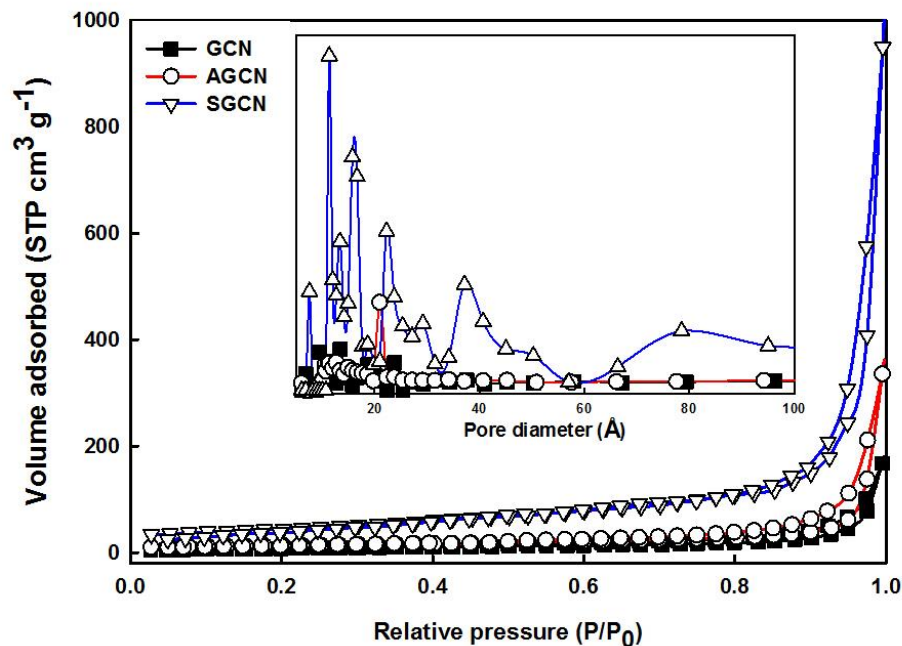 1000
800
600
400
200
0
Volume adsorbed (STP cm³ g⁻¹)
GCN
AGCN
SGCN
20 40 60 80 100
Pore diameter (Å)
0.0 0.2 0.4 0.6 0.8 1.0
Relative pressure (P/P₀)